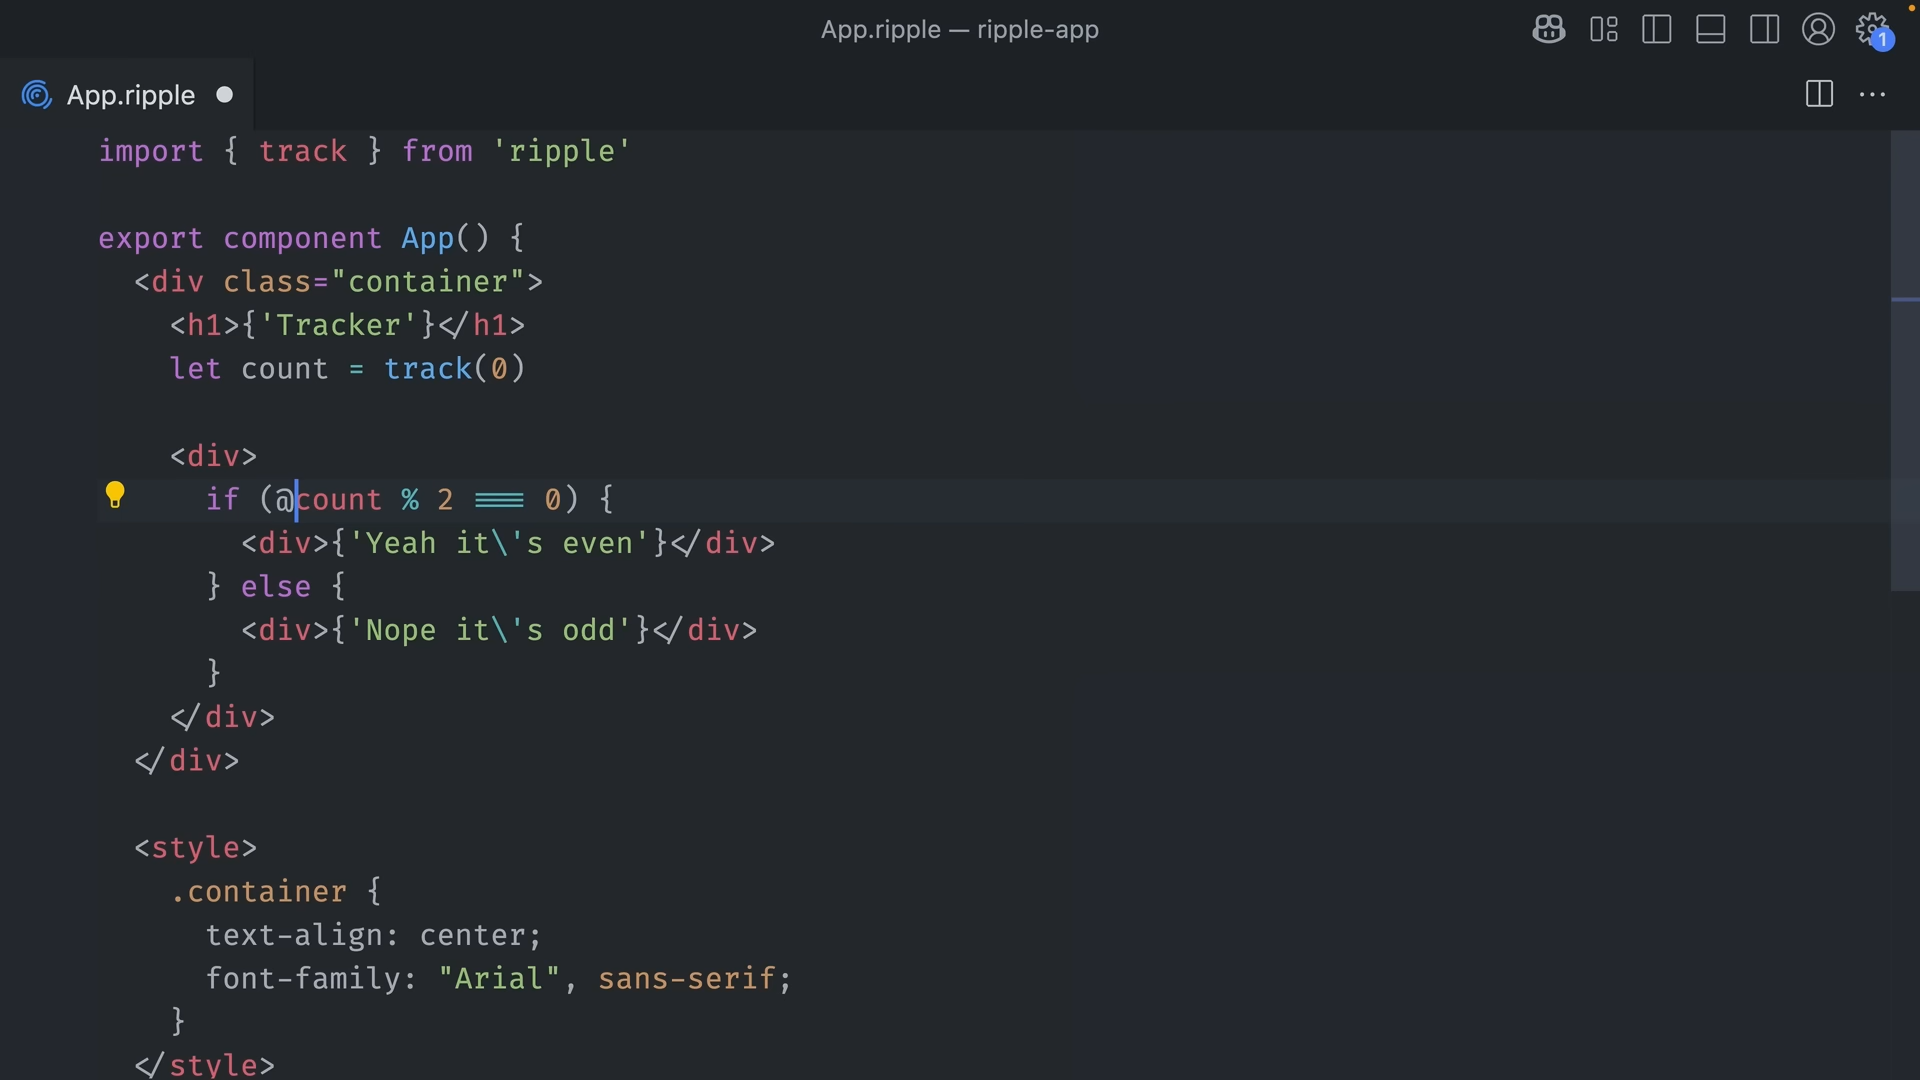 App.ripple — ripple-app
1
App.ripple
import { track } from 'ripple'
export component App() {
<div class="container">
<h1>{'Tracker'}</h1>
let count = track(0)
<div>
if (@count % 2 === 0) {
<div>{'Yeah it\'s even'}</div>
} else {
<div>{'Nope it\'s odd'}</div>
}
</div>
</div>
<style>
.container {
text-align: center;
font-family: "Arial", sans-serif;
}
</style>